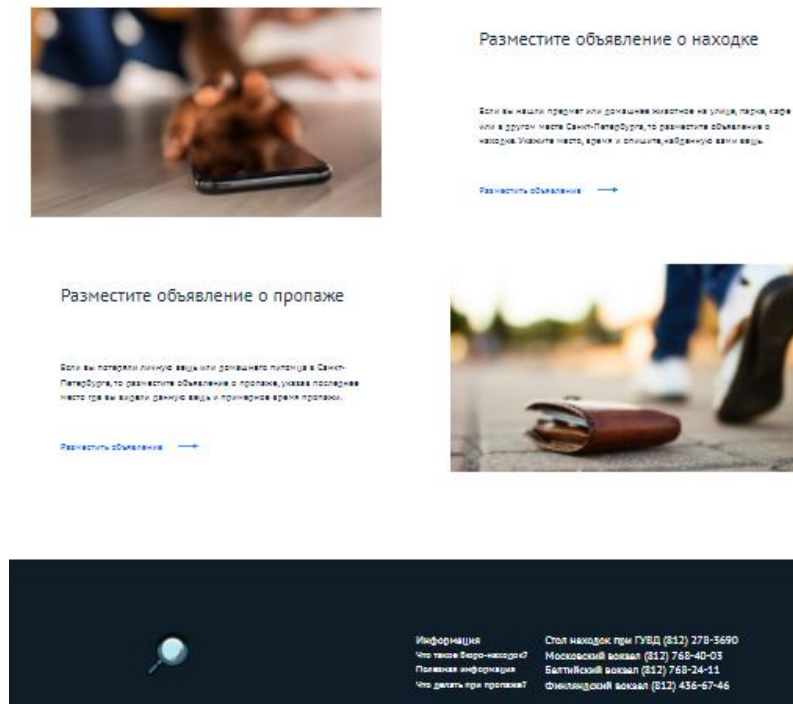 Разместите объявление о находке
Если вы нашли предмет или домашнее животное на улице, парке, кафе
или в другом месте Санкт-Петербурга, то разместите объявление о
находке. Укажите место, время и опишите,найденную вами вещь.
Разместить объявление
Разместите объявление о пропаже
Если вы потеряли личную вещь или домашнего питомца в Санкт-
Петербурге, то разместите объявление о пропаже, указав последнее
место где вы видели данную вещь и примерное время пропажи.
Разместить объявление
Информация
Что такое бюро-находок?
Полезная информация
Что делать при пропаже?
Стол находок при ГУВД (812) 278-3690
Московский вокзал (812) 768-40-03
Балтийский вокзал (812) 768-24-11
Финляндский вокзал (812) 436-67-46